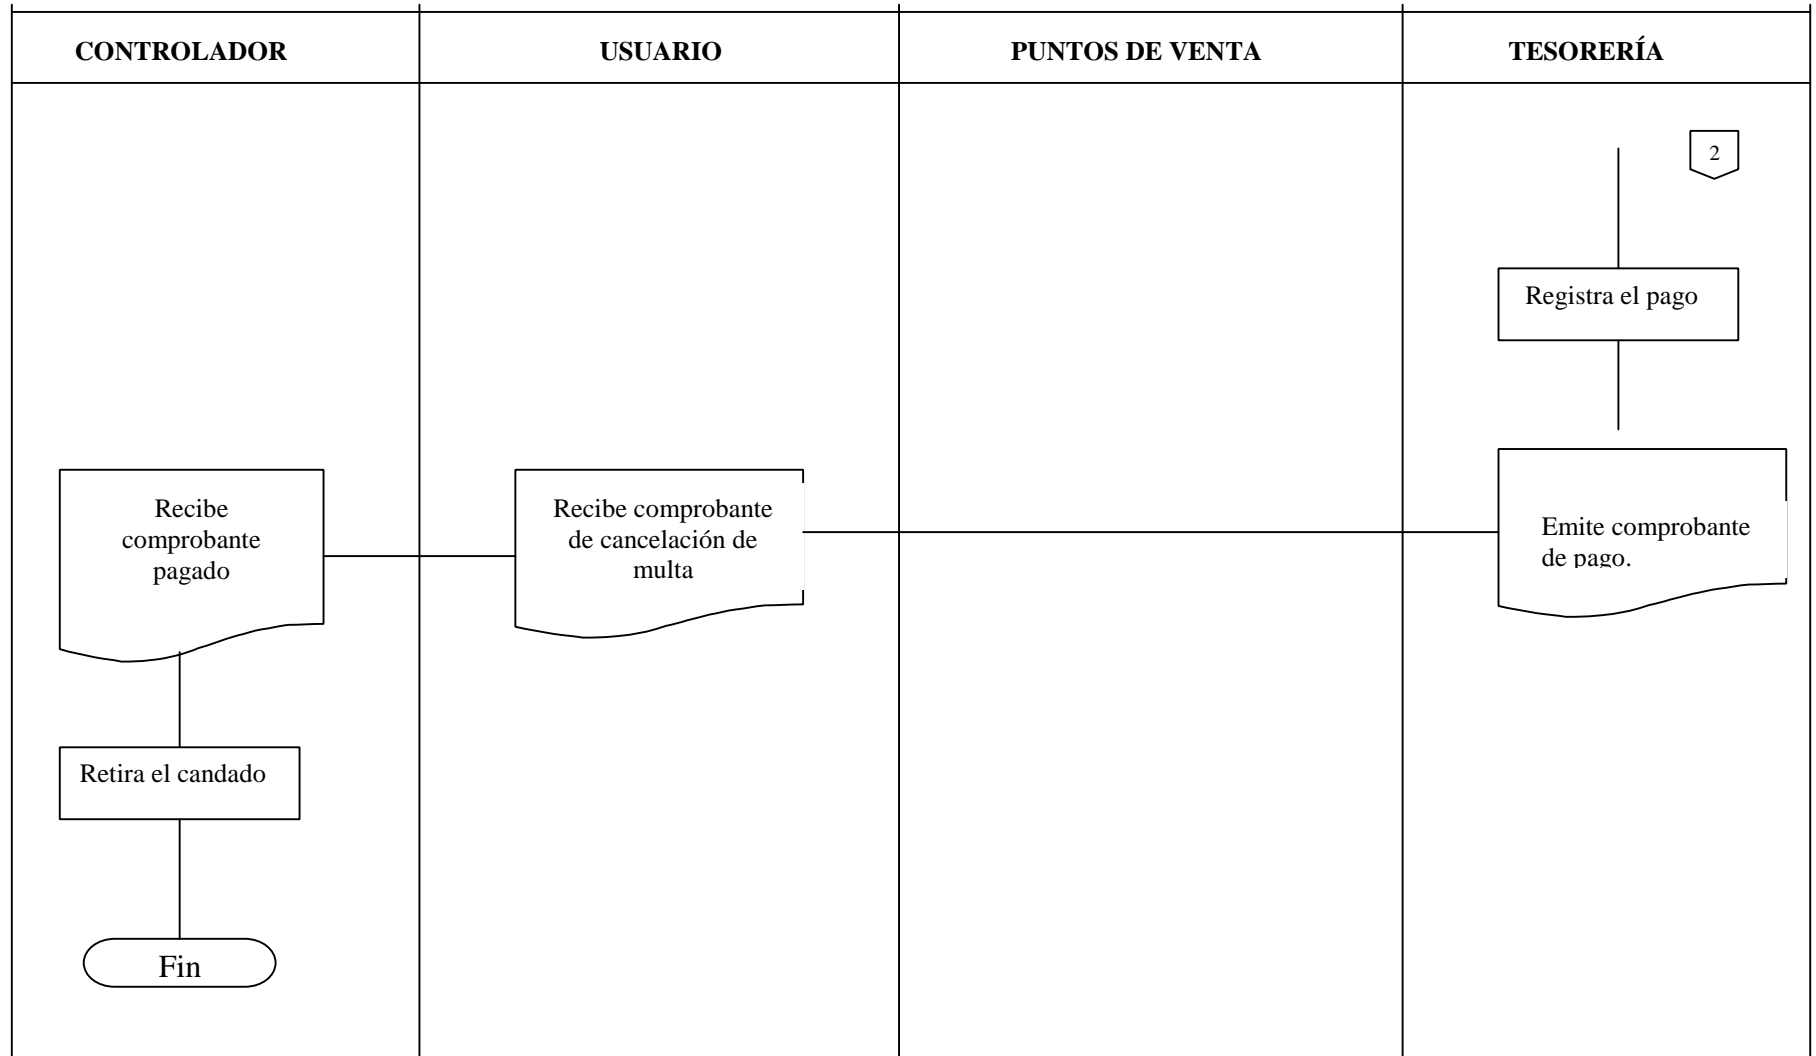 CONTROLADOR
USUARIO
PUNTOS DE VENTA
TESORERÍA
2
Registra el pago
Recibe
comprobante
pagado
Recibe comprobante
de cancelación de
multa
Emite comprobante
de pago.
Retira el candado
Fin